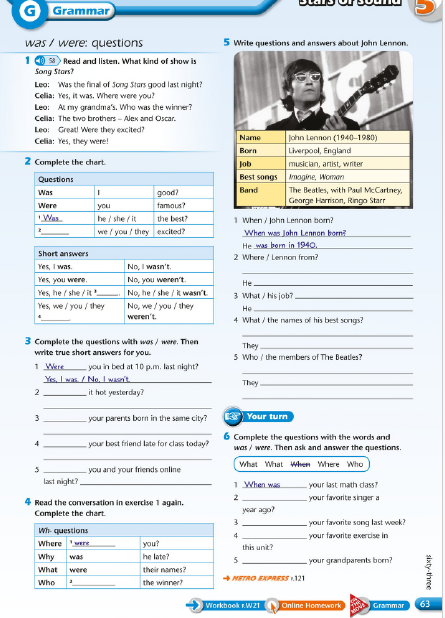 G Grammar
Stars of sound 5
was / were: questions
1 58 Read and listen. What kind of show is
Song Stars?
Leo: Was the final of Song Stars good last night?
Celia: Yes, it was. Where were you?
Leo: At my grandma's. Who was the winner?
Celia: The two brothers – Alex and Oscar.
Leo: Great! Were they excited?
Celia: Yes, they were!
2 Complete the chart.
Questions
Was I good?
Were you famous?
1 Was he / she / it the best?
2 we / you / they excited?
Short answers
Yes, I was. No, I wasn't.
Yes, you were. No, you weren't.
Yes, he / she / it 3 . No, he / she / it wasn't.
Yes, we / you / they 4 . No, we / you / they weren't.
3 Complete the questions with was / were. Then
write true short answers for you.
1 Were you in bed at 10 p.m. last night?
Yes, I was. / No, I wasn't.
2 it hot yesterday?
3 your parents born in the same city?
4 your best friend late for class today?
5 you and your friends online
last night?
4 Read the conversation in exercise 1 again.
Complete the chart.
Wh- questions
Where 1 were you?
Why was he late?
What were their names?
Who 2 the winner?
5 Write questions and answers about John Lennon.
Name John Lennon (1940–1980)
Born Liverpool, England
Job musician, artist, writer
Best songs Imagine, Woman
Band The Beatles, with Paul McCartney,
George Harrison, Ringo Starr
1 When / John Lennon born?
When was John Lennon born?
He was born in 1940.
2 Where / Lennon from?
He
3 What / his job?
He
4 What / the names of his best songs?
They
5 Who / the members of The Beatles?
They
Your turn
6 Complete the questions with the words and
was / were. Then ask and answer the questions.
What What When Where Who
1 When was your last math class?
2 your favorite singer a
year ago?
3 your favorite song last week?
4 your favorite exercise in
this unit?
5 your grandparents born?
METRO EXPRESS p.121
sixty-three
Workbook p.W21 Online Homework ON THE MOVE Grammar 63